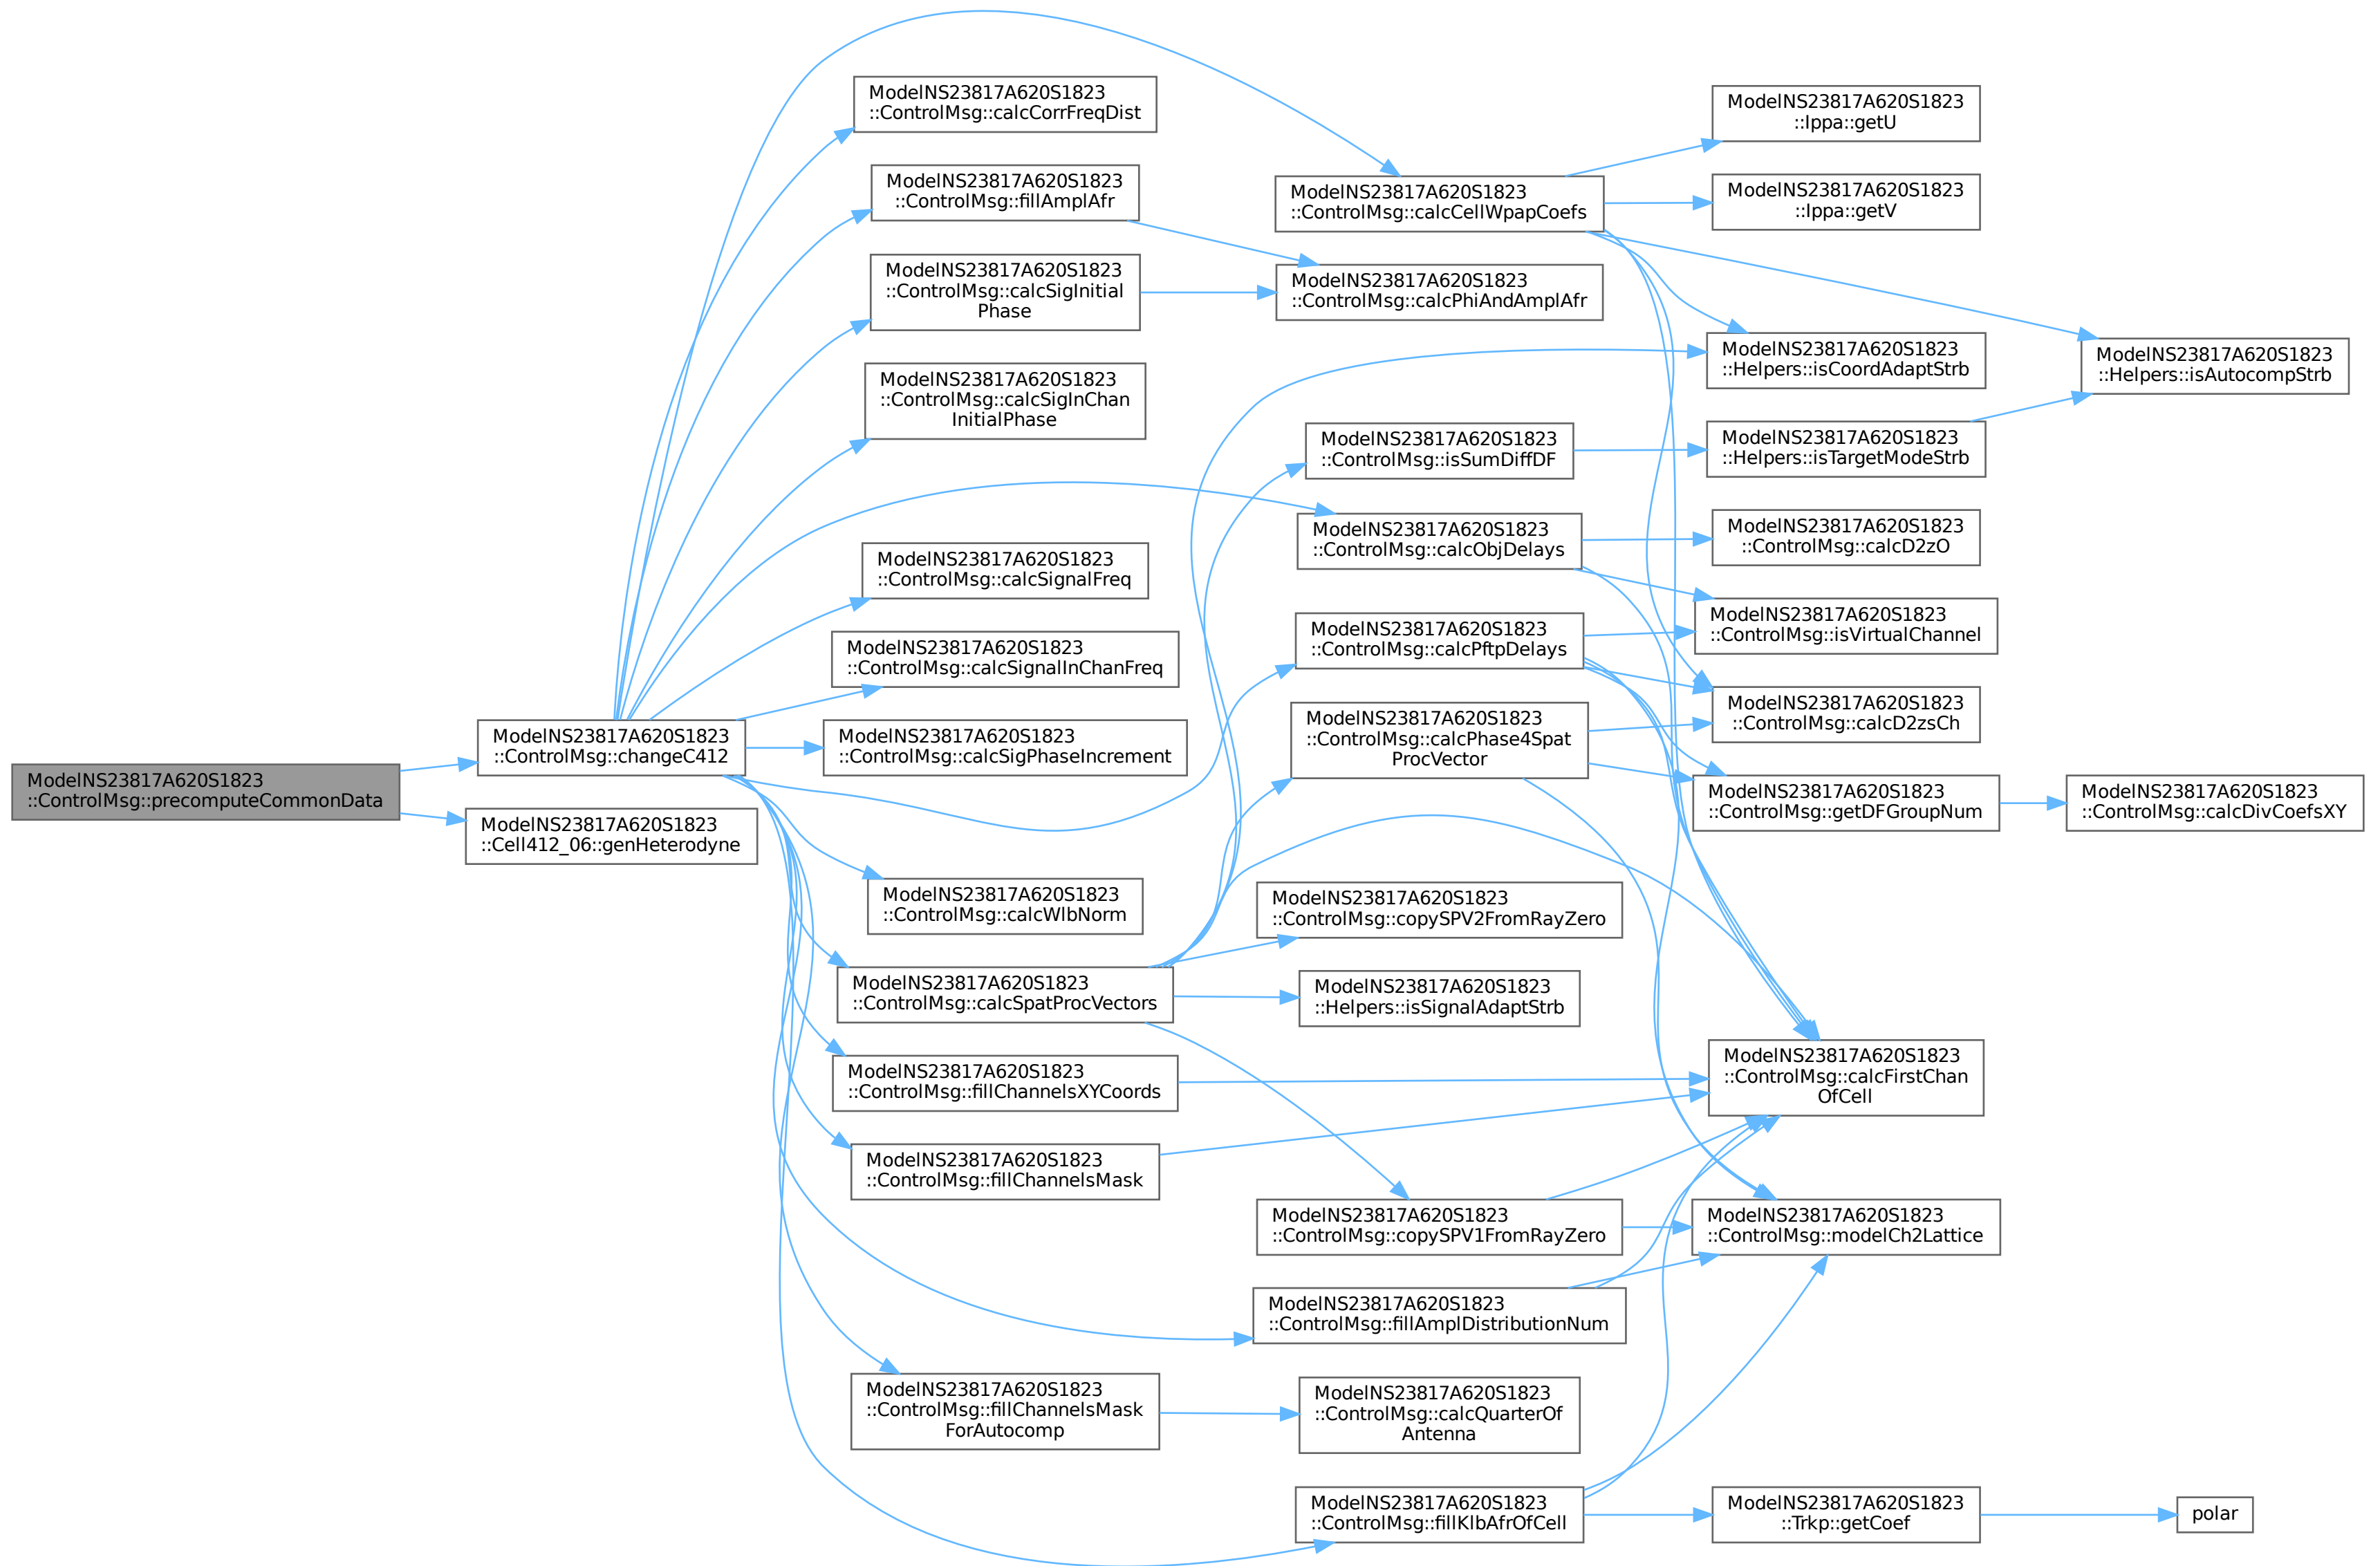 ModelNS23817A620S1823
::ControlMsg::precomputeCommonData
ModelNS23817A620S1823
::ControlMsg::changeC412
ModelNS23817A620S1823
::Cell412_06::genHeterodyne
ModelNS23817A620S1823
::ControlMsg::calcCorrFreqDist
ModelNS23817A620S1823
::ControlMsg::fillAmplAfr
ModelNS23817A620S1823
::ControlMsg::calcSigInitial
Phase
ModelNS23817A620S1823
::ControlMsg::calcSigInChan
InitialPhase
ModelNS23817A620S1823
::ControlMsg::calcSignalFreq
ModelNS23817A620S1823
::ControlMsg::calcSignalInChanFreq
ModelNS23817A620S1823
::ControlMsg::calcSigPhaseIncrement
ModelNS23817A620S1823
::ControlMsg::calcWlbNorm
ModelNS23817A620S1823
::ControlMsg::calcSpatProcVectors
ModelNS23817A620S1823
::ControlMsg::fillChannelsXYCoords
ModelNS23817A620S1823
::ControlMsg::fillChannelsMask
ModelNS23817A620S1823
::ControlMsg::fillChannelsMask
ForAutocomp
ModelNS23817A620S1823
::ControlMsg::calcCellWpapCoefs
ModelNS23817A620S1823
::ControlMsg::calcPhiAndAmplAfr
ModelNS23817A620S1823
::ControlMsg::isSumDiffDF
ModelNS23817A620S1823
::ControlMsg::calcObjDelays
ModelNS23817A620S1823
::ControlMsg::calcPftpDelays
ModelNS23817A620S1823
::ControlMsg::calcPhase4Spat
ProcVector
ModelNS23817A620S1823
::ControlMsg::copySPV2FromRayZero
ModelNS23817A620S1823
::Helpers::isSignalAdaptStrb
ModelNS23817A620S1823
::ControlMsg::copySPV1FromRayZero
ModelNS23817A620S1823
::ControlMsg::fillAmplDistributionNum
ModelNS23817A620S1823
::ControlMsg::calcQuarterOf
Antenna
ModelNS23817A620S1823
::ControlMsg::fillKlbAfrOfCell
ModelNS23817A620S1823
::Ippa::getU
ModelNS23817A620S1823
::Ippa::getV
ModelNS23817A620S1823
::Helpers::isCoordAdaptStrb
ModelNS23817A620S1823
::Helpers::isTargetModeStrb
ModelNS23817A620S1823
::ControlMsg::calcD2zO
ModelNS23817A620S1823
::ControlMsg::isVirtualChannel
ModelNS23817A620S1823
::ControlMsg::calcD2zsCh
ModelNS23817A620S1823
::ControlMsg::getDFGroupNum
ModelNS23817A620S1823
::ControlMsg::calcFirstChan
OfCell
ModelNS23817A620S1823
::ControlMsg::modelCh2Lattice
ModelNS23817A620S1823
::Trkp::getCoef
ModelNS23817A620S1823
::Helpers::isAutocompStrb
ModelNS23817A620S1823
::ControlMsg::calcDivCoefsXY
polar